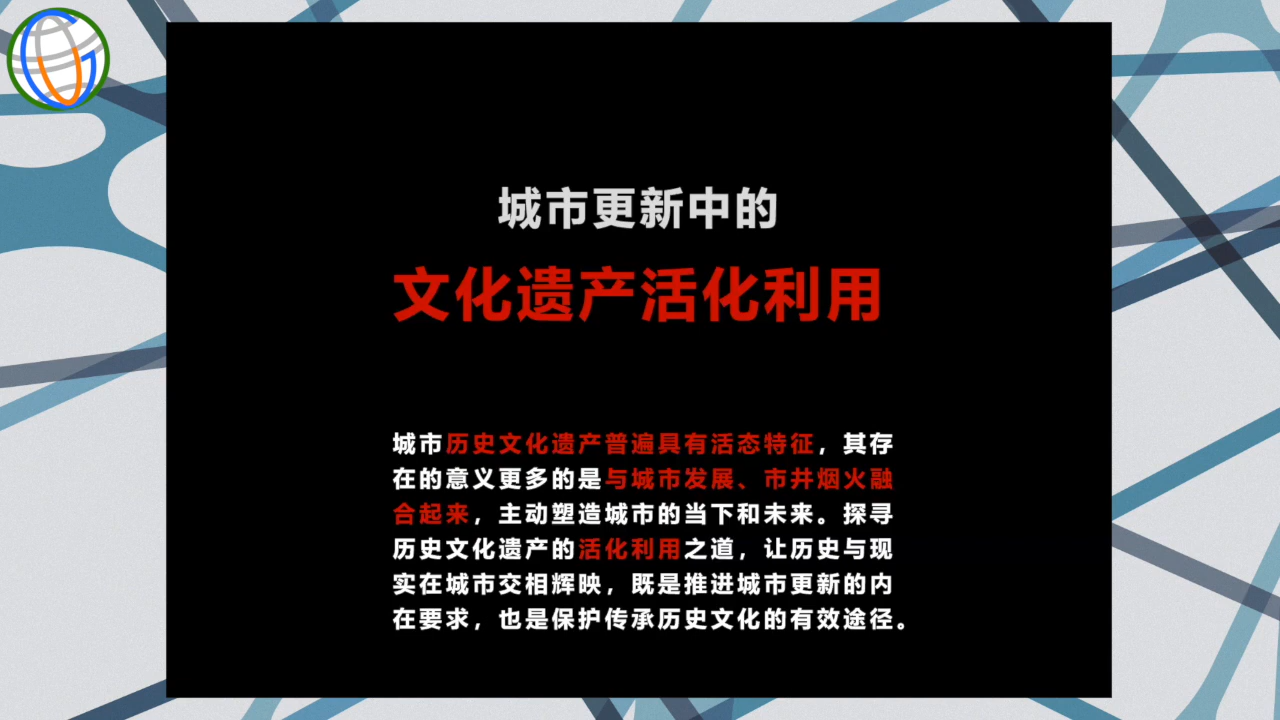 城市更新中的
文化遗产活化利用
城市历史文化遗产普遍具有活态特征，其存
在的意义更多的是与城市发展、市井烟火融
合起来，主动塑造城市的当下和未来。探寻
历史文化遗产的活化利用之道，让历史与现
实在城市交相辉映，既是推进城市更新的内
在要求，也是保护传承历史文化的有效途径。